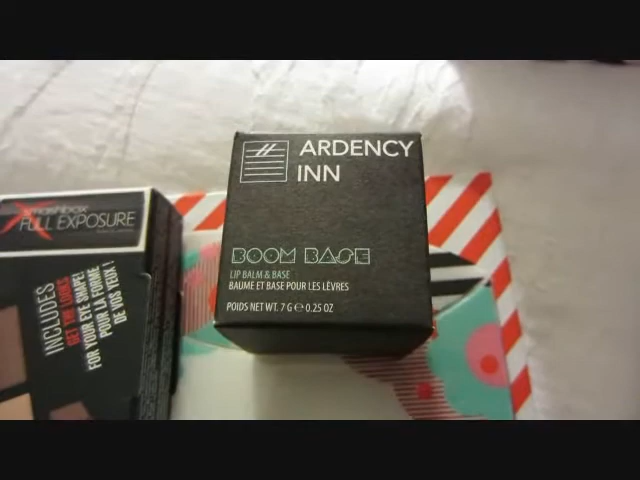 ARDENCY
INN
BOOM BASE
LIP BALM & BASE
BAUME ET BASE POUR LES LÈVRES
POIDS NET WT. 7 G ℮ 0.25 OZ
smashbox
FULL EXPOSURE
INCLUDES
GET THE LOOKS
FOR YOUR EYE SHAPE!
POUR LA FORME
DE VOS YEUX!